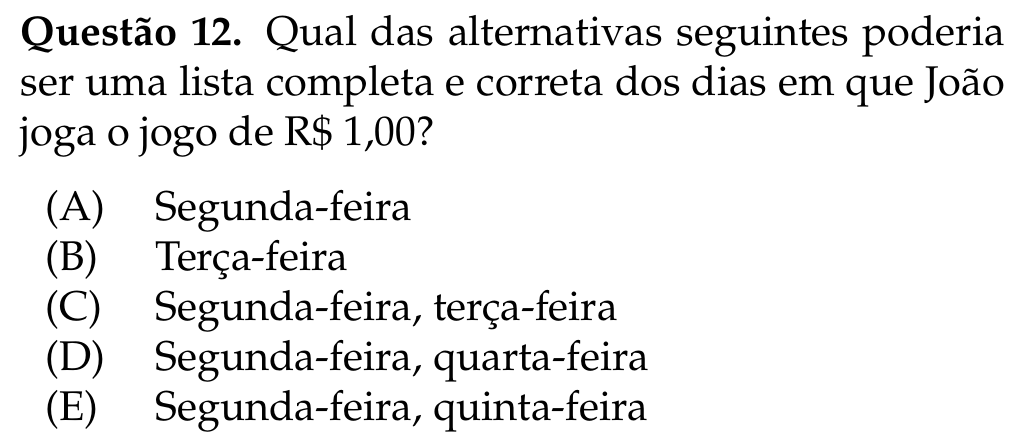 Questão 12. Qual das alternativas seguintes poderia
ser uma lista completa e correta dos dias em que João
joga o jogo de R$ 1,00?
(A) Segunda-feira
(B) Terça-feira
(C) Segunda-feira, terça-feira
(D) Segunda-feira, quarta-feira
(E) Segunda-feira, quinta-feira